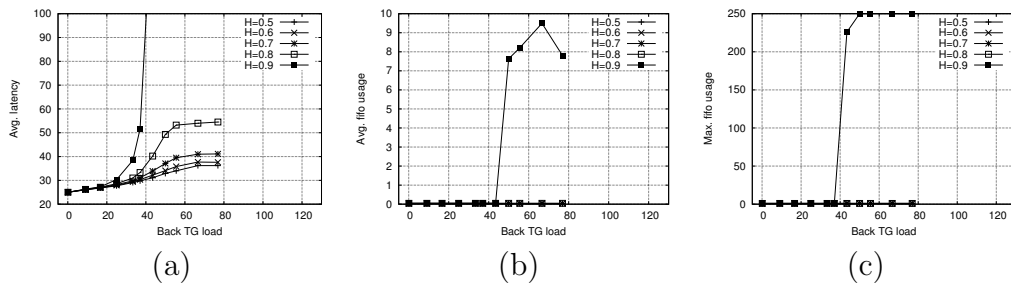 100
90
80
70
60
50
40
30
20
0 20 40 60 80 100 120
Avg. latency
Back TG load
H=0.5
H=0.6
H=0.7
H=0.8
H=0.9
(a)
10
9
8
7
6
5
4
3
2
1
0
0 20 40 60 80 100 120
Avg. fifo usage
Back TG load
H=0.5
H=0.6
H=0.7
H=0.8
H=0.9
(b)
250
200
150
100
50
0
0 20 40 60 80 100 120
Max. fifo usage
Back TG load
H=0.5
H=0.6
H=0.7
H=0.8
H=0.9
(c)